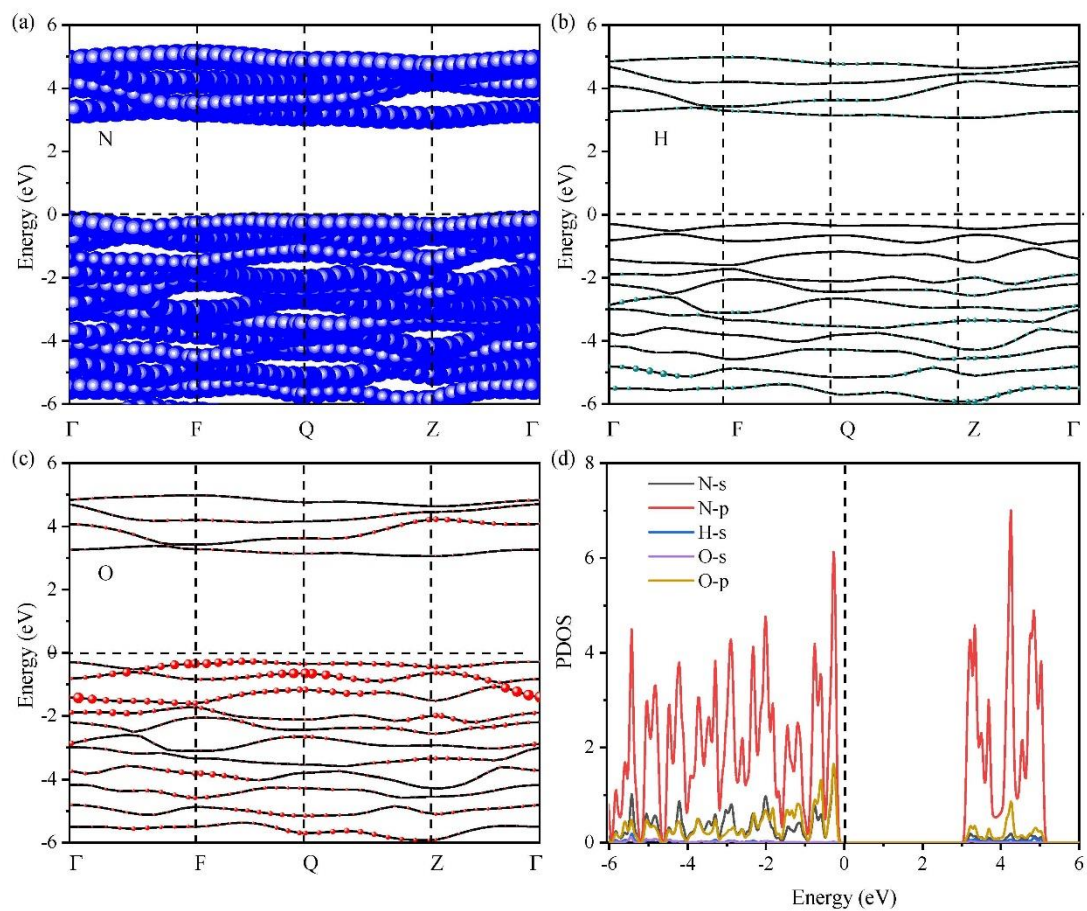 (a)
6
4
2
0
-2
-4
-6
Energy (eV)
N
Γ
F
Q
Z
Γ
(b)
6
4
2
0
-2
-4
-6
Energy (eV)
H
Γ
F
Q
Z
Γ
(c)
6
4
2
0
-2
-4
-6
Energy (eV)
O
Γ
F
Q
Z
Γ
(d)
8
6
4
2
0
PDOS
N-s
N-p
H-s
O-s
O-p
-6
-4
-2
0
2
4
6
Energy (eV)